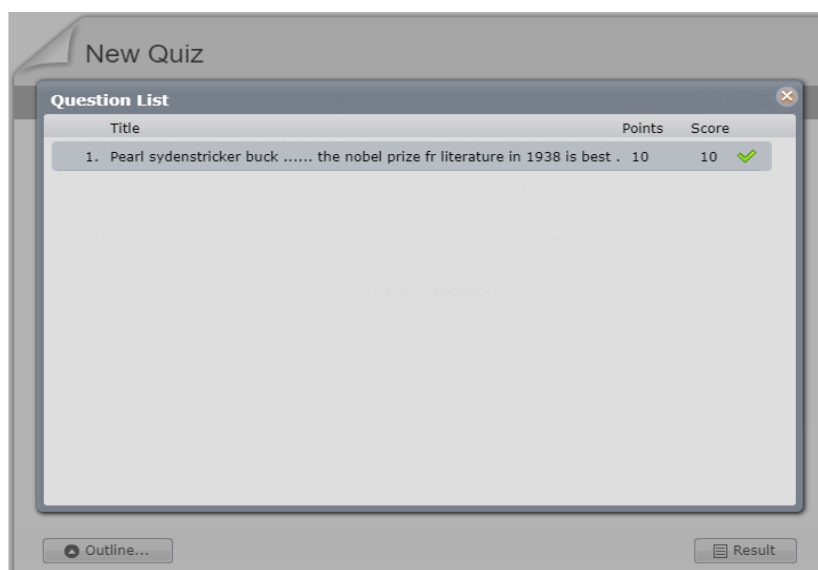 New Quiz
Question List
Title Points Score
1. Pearl sydenstricker buck ...... the nobel prize fr literature in 1938 is best . 10 10
Outline...
Result